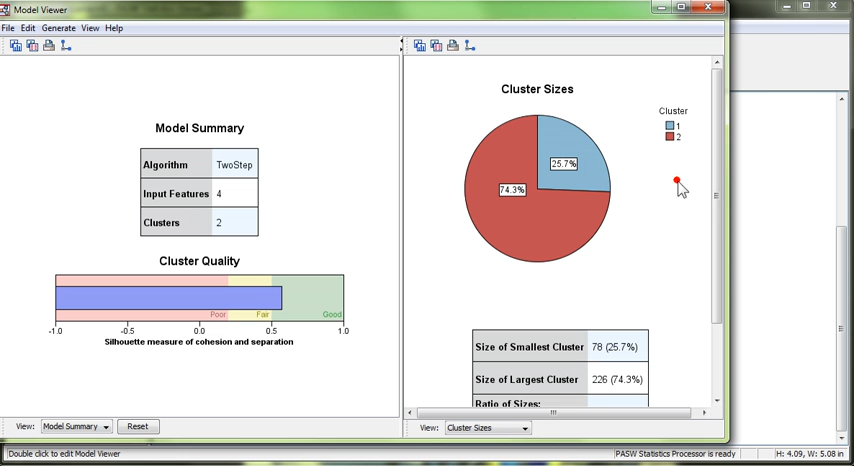 Model Viewer
File Edit Generate View Help
Model Summary
Algorithm TwoStep
Input Features 4
Clusters 2
Cluster Quality
Poor Fair Good
-1.0 -0.5 0.0 0.5 1.0
Silhouette measure of cohesion and separation
View: Model Summary Reset
Cluster Sizes
Cluster
1
2
25.7%
74.3%
Size of Smallest Cluster 78 (25.7%)
Size of Largest Cluster 226 (74.3%)
Ratio of Sizes:
View: Cluster Sizes
Double click to edit Model Viewer
PASW Statistics Processor is ready
H: 4.09, W: 5.08 in